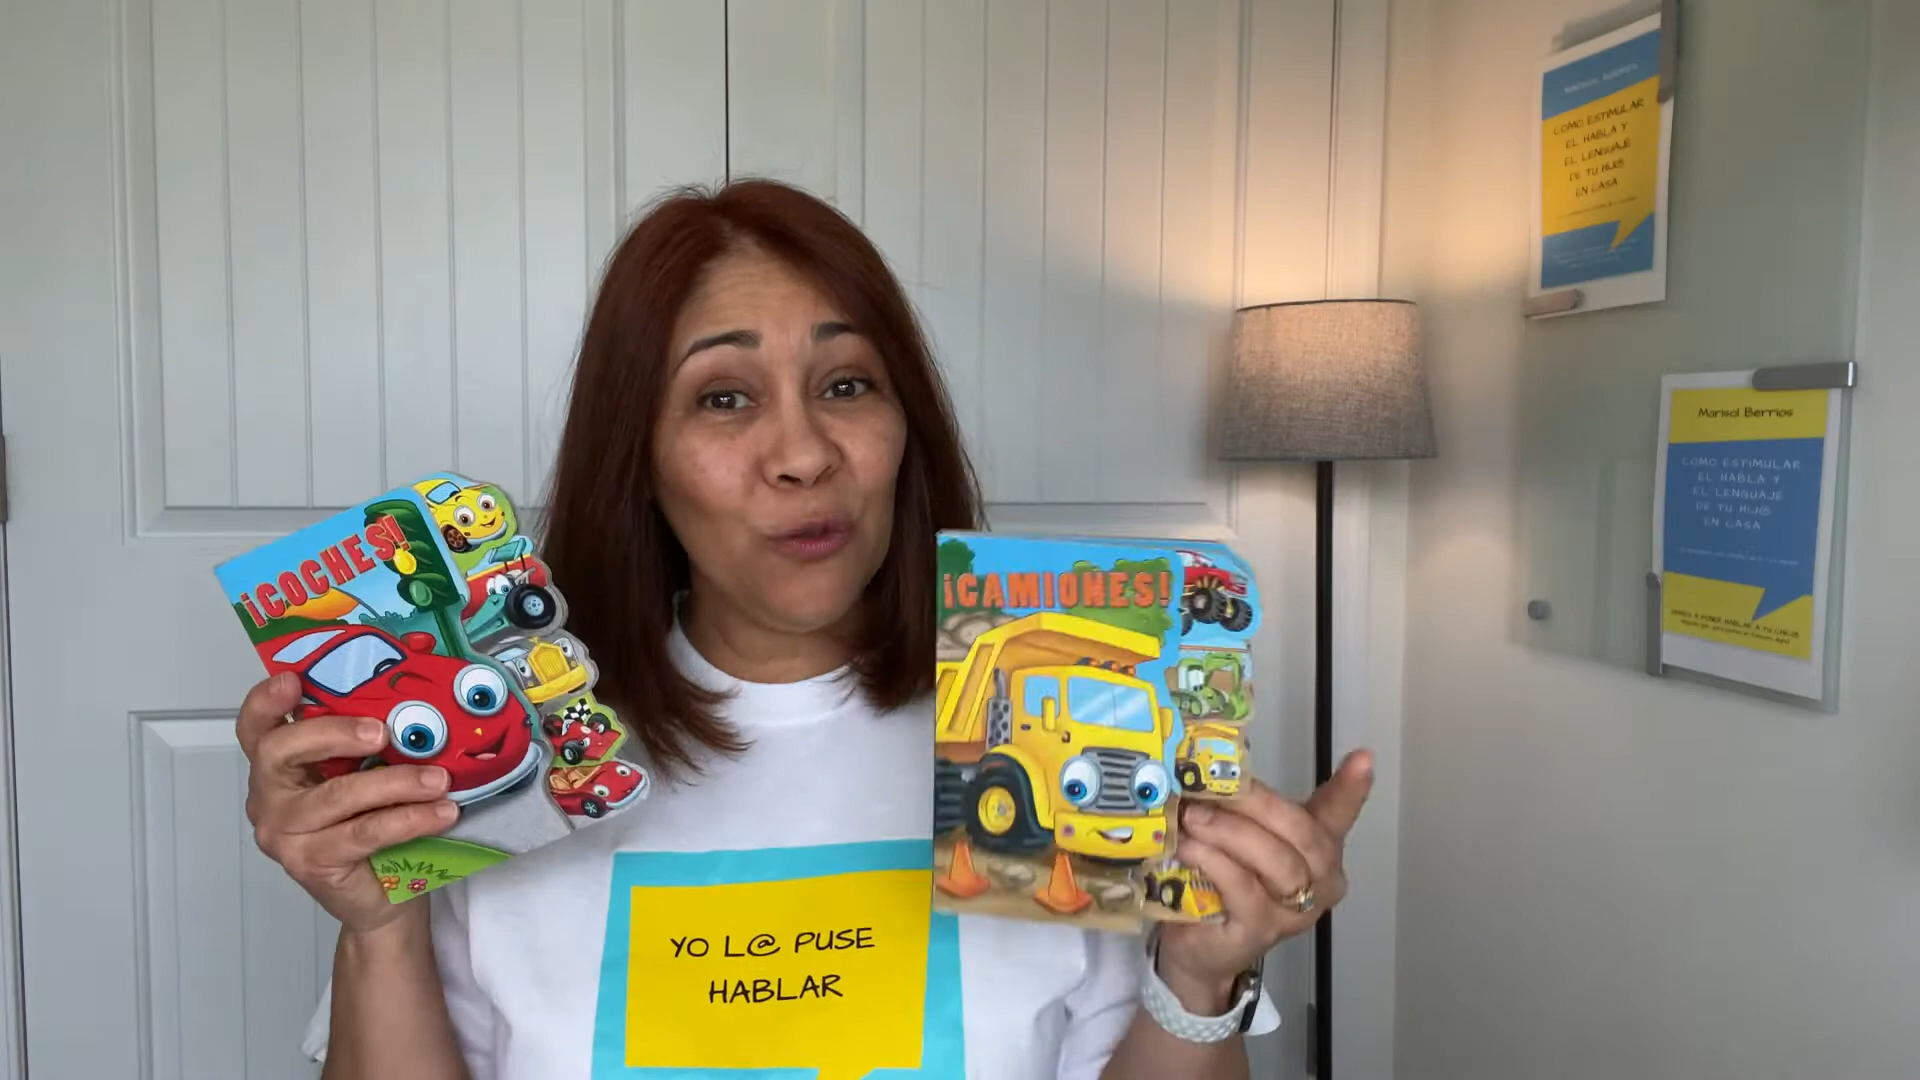 ¡COCHES!
¡CAMIONES!
YO L@ PUSE
HABLAR
COMO ESTIMULAR
EL HABLA Y
EL LENGUAJE
DE TU HIJ@
EN CASA
Marisol Berrios
COMO ESTIMULAR
EL HABLA Y
EL LENGUAJE
DE TU HIJ@
EN CASA